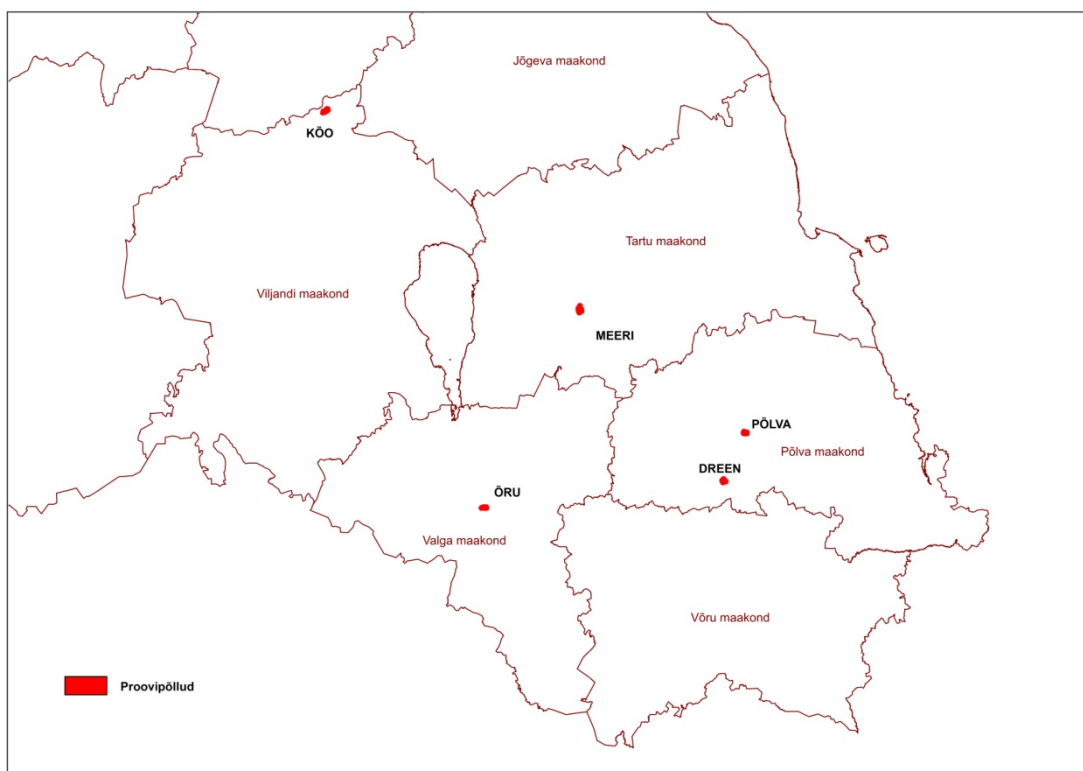 Jõgeva maakond
KÕO
Tartu maakond
Viljandi maakond
MEERI
PÕLVA
Põlva maakond
DREEN
ÕRU
Valga maakond
Võru maakond
Proovipõllud